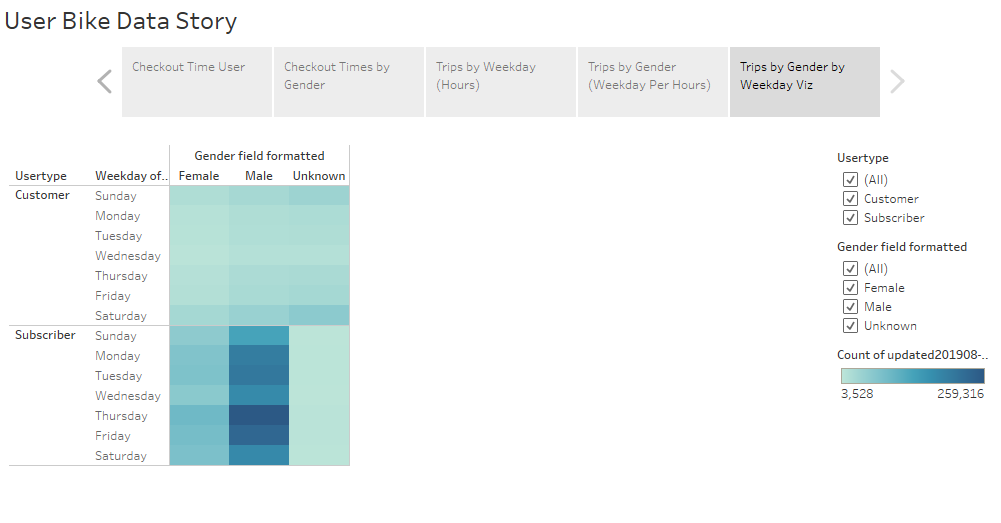 User Bike Data Story
Checkout Time User
Checkout Times by
Gender
Trips by Weekday
(Hours)
Trips by Gender
(Weekday Per Hours)
Trips by Gender by
Weekday Viz
Gender field formatted
Usertype Weekday of.. Female Male Unknown
Customer Sunday
Monday
Tuesday
Wednesday
Thursday
Friday
Saturday
Subscriber Sunday
Monday
Tuesday
Wednesday
Thursday
Friday
Saturday
Usertype
(All)
Customer
Subscriber
Gender field formatted
(All)
Female
Male
Unknown
Count of updated201908-..
3,528 259,316